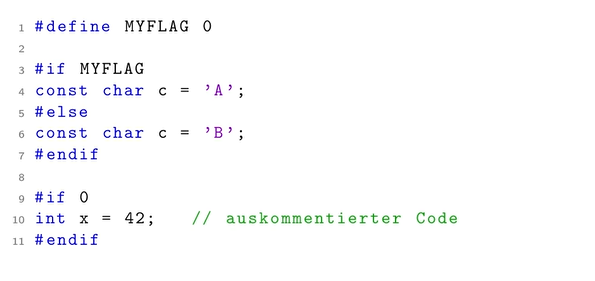 1 #define MYFLAG 0
2
3 #if MYFLAG
4 const char c = 'A';
5 #else
6 const char c = 'B';
7 #endif
8
9 #if 0
10 int x = 42;   // auskommentierter Code
11 #endif